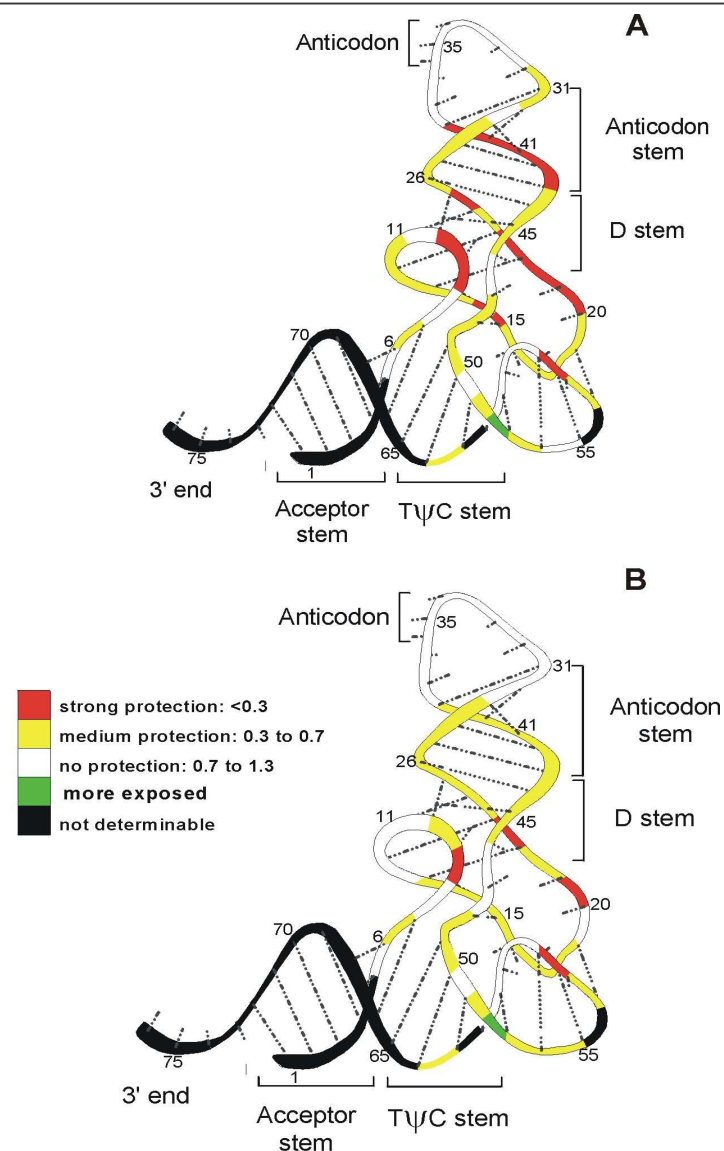 A
Anticodon
35
31
Anticodon
stem
41
26
11
45
D stem
15
20
70
6
50
55
75
1
65
3' end
Acceptor
stem
TψC stem
B
Anticodon
35
31
Anticodon
stem
41
26
strong protection: <0.3
medium protection: 0.3 to 0.7
no protection: 0.7 to 1.3
more exposed
not determinable
11
45
D stem
15
20
70
6
50
55
75
1
65
3' end
Acceptor
stem
TψC stem